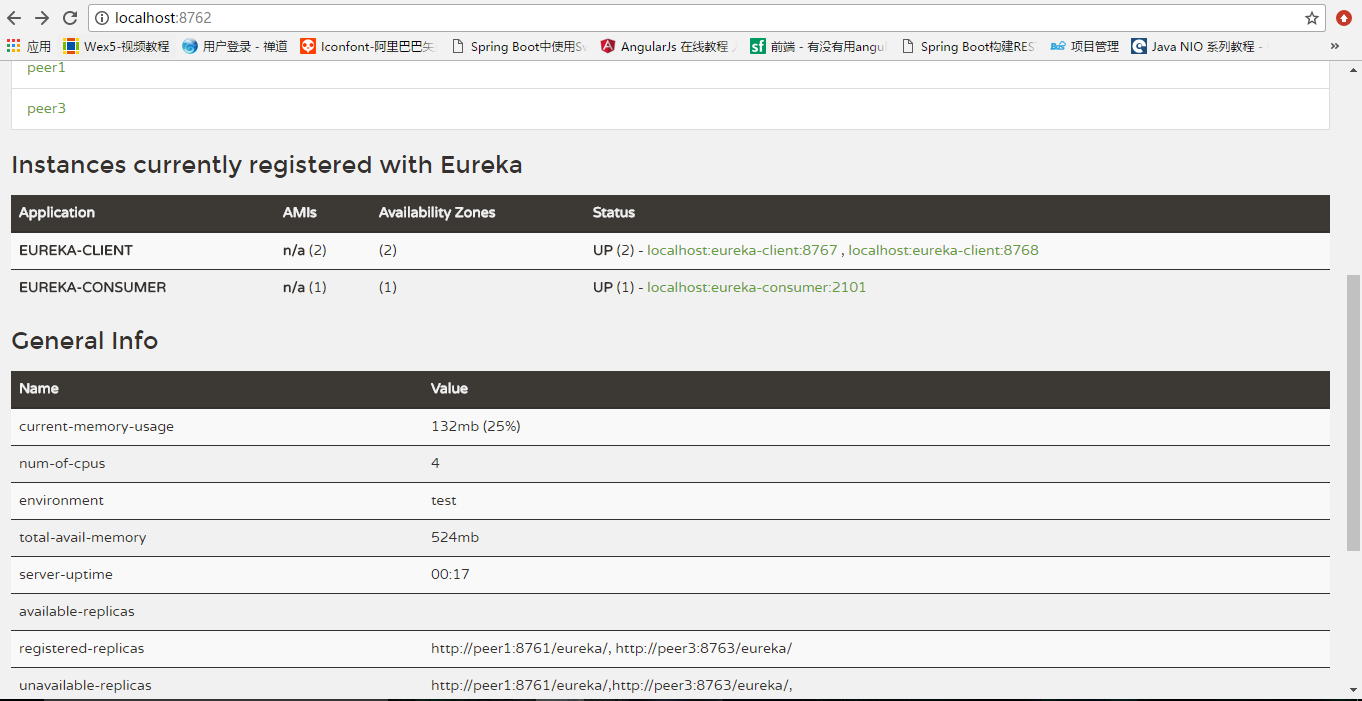 localhost:8762
应用 Wex5-视频教程 用户登录 - 禅道 Iconfont-阿里巴巴矢 Spring Boot中使用Sw AngularJs 在线教程 前端 - 有没有用angul Spring Boot构建RES 项目管理 Java NIO 系列教程 - »
peer1
peer3
Instances currently registered with Eureka
Application AMIs Availability Zones Status
EUREKA-CLIENT n/a (2) (2) UP (2) - localhost:eureka-client:8767 , localhost:eureka-client:8768
EUREKA-CONSUMER n/a (1) (1) UP (1) - localhost:eureka-consumer:2101
General Info
Name Value
current-memory-usage 132mb (25%)
num-of-cpus 4
environment test
total-avail-memory 524mb
server-uptime 00:17
available-replicas
registered-replicas http://peer1:8761/eureka/, http://peer3:8763/eureka/
unavailable-replicas http://peer1:8761/eureka/,http://peer3:8763/eureka/,